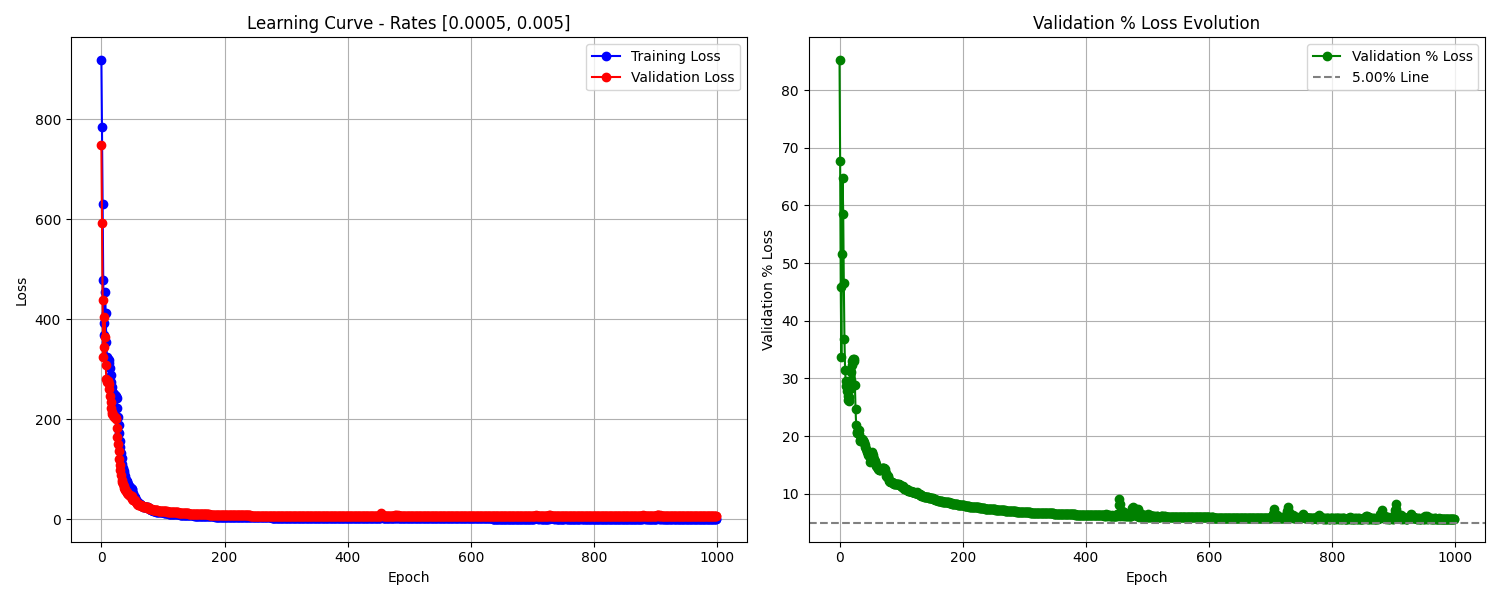 Learning Curve - Rates [0.0005, 0.005]
Training Loss
Validation Loss
800
600
400
200
0
Loss
0 200 400 600 800 1000
Epoch
Validation % Loss Evolution
Validation % Loss
5.00% Line
80
70
60
50
40
30
20
10
Validation % Loss
0 200 400 600 800 1000
Epoch